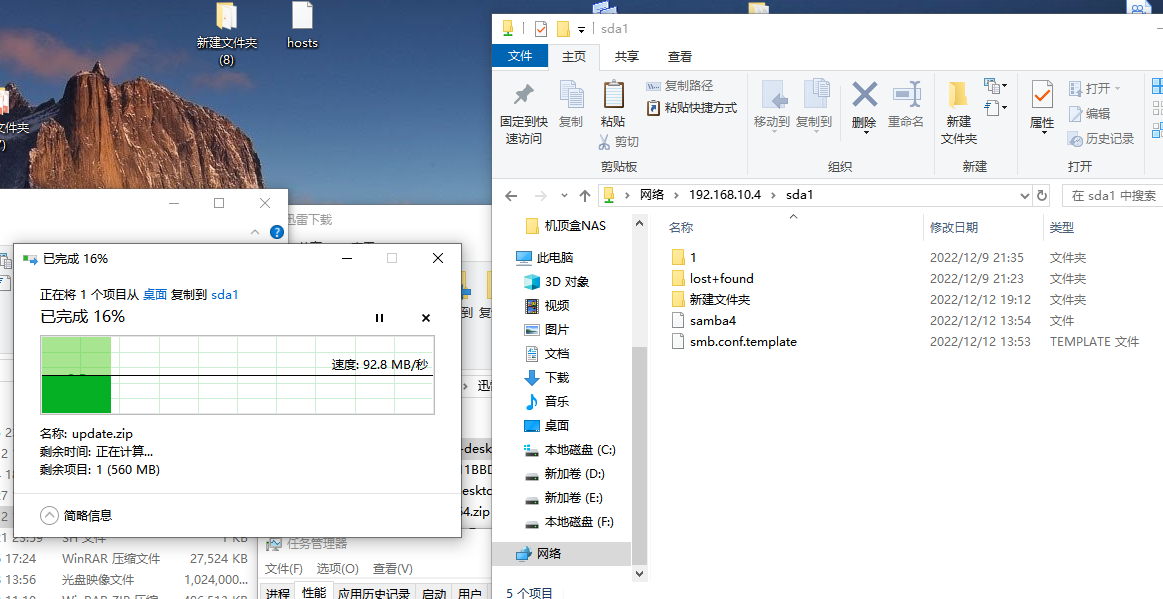 新建文件夹
(8)
hosts
文件夹
sda1
文件
主页
共享
查看
固定到快
速访问
复制
粘贴
复制路径
粘贴快捷方式
剪切
剪贴板
移动到
复制到
删除
重命名
组织
新建
文件夹
新建
属性
打开
编辑
历史记录
打开
网络 › 192.168.10.4 › sda1
在 sda1 中搜索
机顶盒NAS
此电脑
3D 对象
视频
图片
文档
下载
音乐
桌面
本地磁盘 (C:)
新加卷 (D:)
新加卷 (E:)
本地磁盘 (F:)
网络
名称 修改日期 类型
1 2022/12/9 21:35 文件夹
lost+found 2022/12/9 21:23 文件夹
新建文件夹 2022/12/12 19:12 文件夹
samba4 2022/12/12 13:54 文件
smb.conf.template 2022/12/12 13:53 TEMPLATE 文件
5 个项目
迅雷下载
已完成 16%
正在将 1 个项目从 桌面 复制到 sda1
已完成 16%
速度: 92.8 MB/秒
名称: update.zip
剩余时间: 正在计算...
剩余项目: 1 (560 MB)
简略信息
17:24 WinRAR 压缩文件 27,524 KB
13:56 光盘映像文件 1,024,000...
任务管理器
文件(F) 选项(O) 查看(V)
进程 性能 应用历史记录 启动 用户